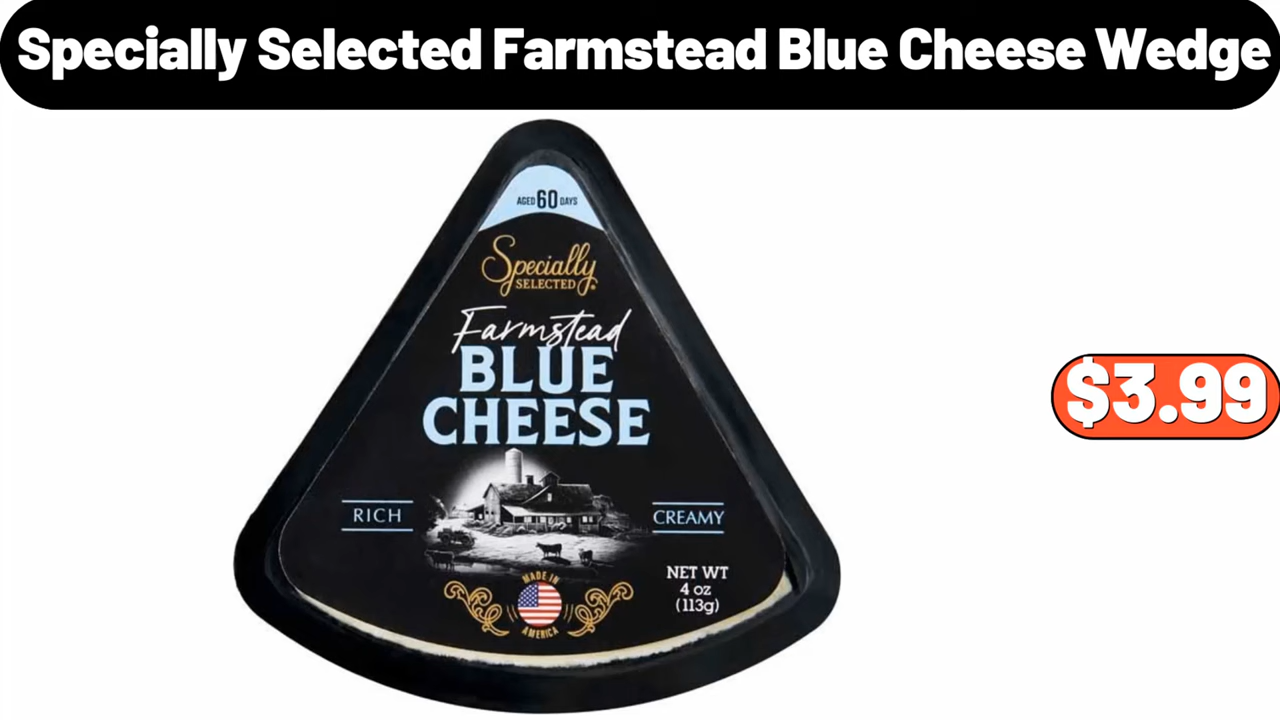 Specially Selected Farmstead Blue Cheese Wedge
AGED 60 DAYS
Specially
SELECTED®
Farmstead
BLUE
CHEESE
RICH
CREAMY
$3.99
NET WT
4 oz
(113g)
MADE IN
AMERICA